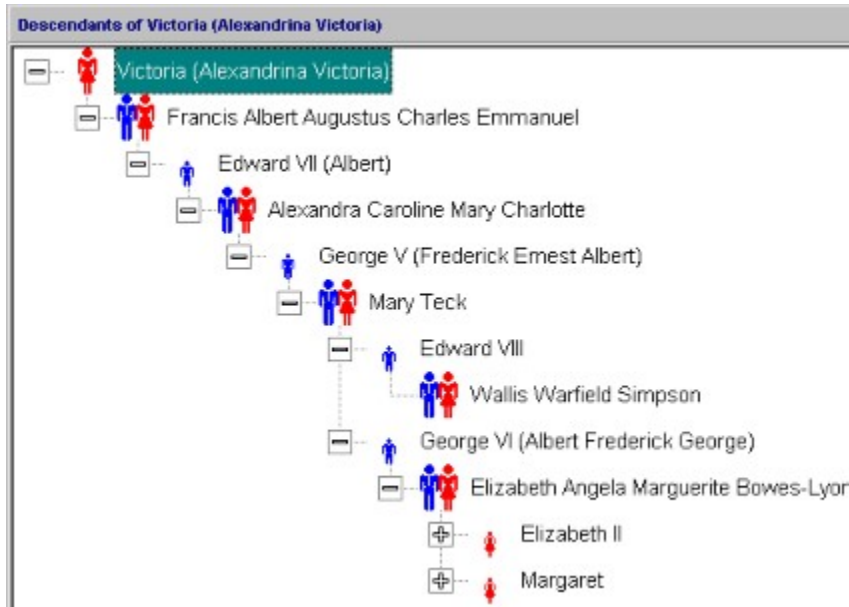 Descendants of Victoria (Alexandrina Victoria)
Victoria (Alexandrina Victoria)
Francis Albert Augustus Charles Emmanuel
Edward VII (Albert)
Alexandra Caroline Mary Charlotte
George V (Frederick Ernest Albert)
Mary Teck
Edward VIII
Wallis Warfield Simpson
George VI (Albert Frederick George)
Elizabeth Angela Marguerite Bowes-Lyon
Elizabeth II
Margaret